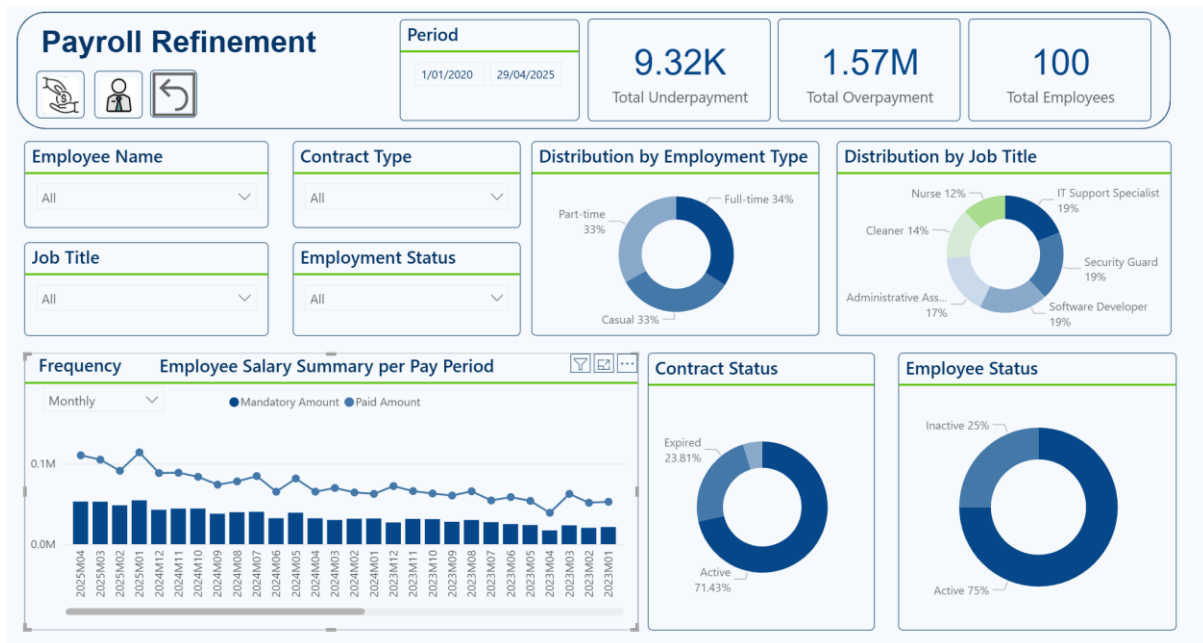 Payroll Refinement
Period
1/01/2020 29/04/2025
9.32K
Total Underpayment
1.57M
Total Overpayment
100
Total Employees
Employee Name
All
Contract Type
All
Job Title
All
Employment Status
All
Distribution by Employment Type
Full-time 34%
Part-time
33%
Casual 33%
Distribution by Job Title
Nurse 12%
IT Support Specialist
19%
Cleaner 14%
Security Guard
19%
Administrative Ass...
17%
Software Developer
19%
Frequency
Employee Salary Summary per Pay Period
Monthly
Mandatory Amount Paid Amount
0.1M
0.0M
2025M04
2025M03
2025M02
2025M01
2024M12
2024M11
2024M10
2024M09
2024M08
2024M07
2024M06
2024M05
2024M04
2024M03
2024M02
2024M01
2023M12
2023M11
2023M10
2023M09
2023M08
2023M07
2023M06
2023M05
2023M04
2023M03
2023M02
2023M01
Contract Status
Expired
23.81%
Active
71.43%
Employee Status
Inactive 25%
Active 75%